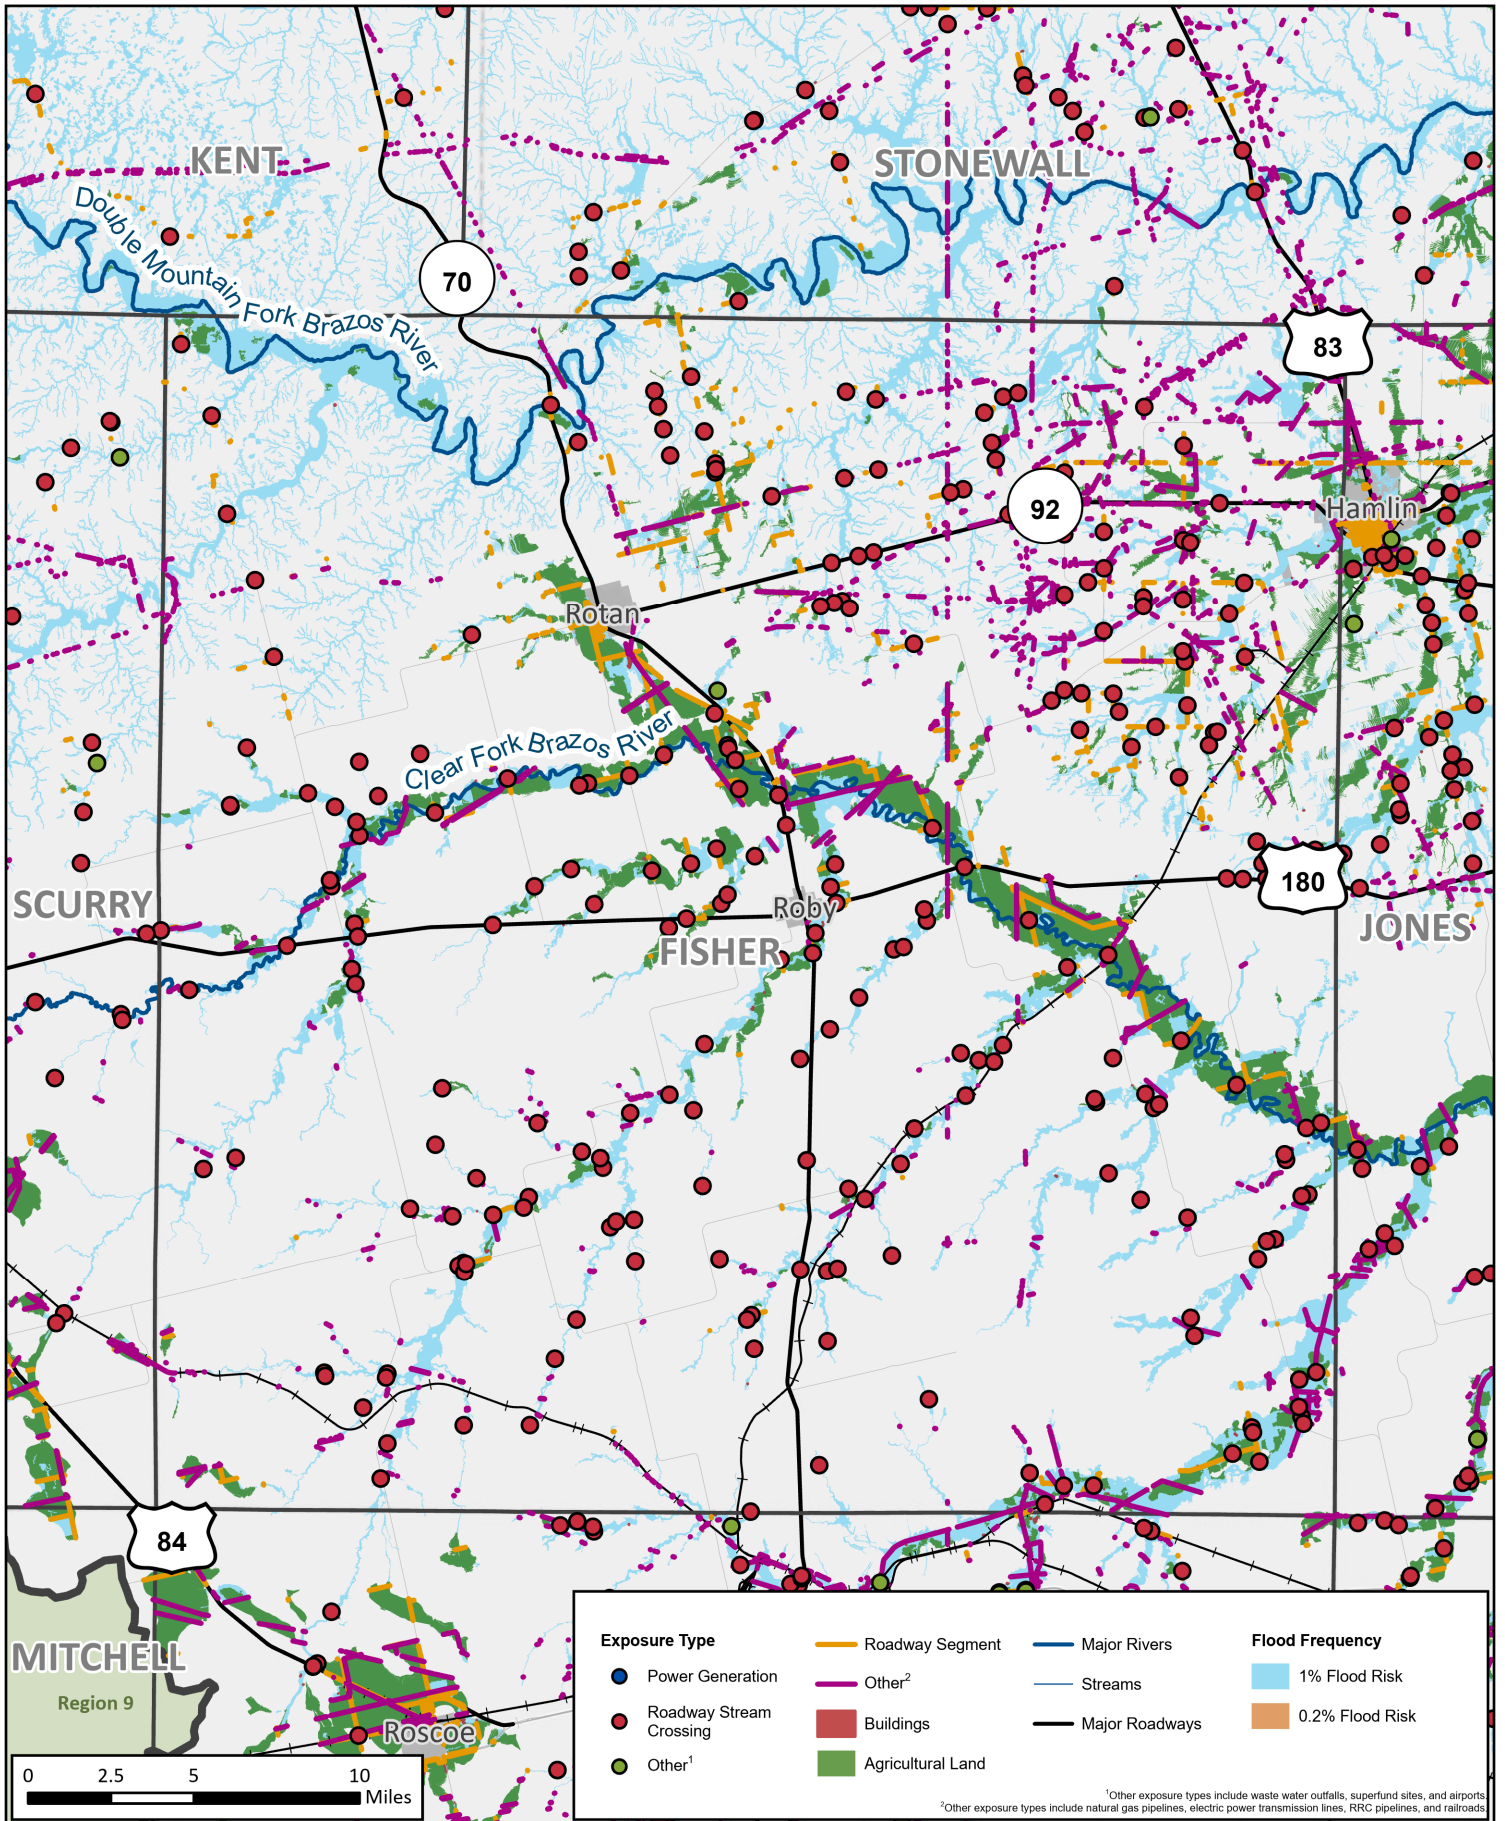 KENT
STONEWALL
Double Mountain Fork Brazos River
70
83
92
Hamlin
Rotan
Clear Fork Brazos River
180
SCURRY
Roby
FISHER
JONES
84
MITCHELL
Region 9
Roscoe
0 2.5 5 10
Miles
Exposure Type
Power Generation
Roadway Stream
Crossing
Other1
Roadway Segment
Other2
Buildings
Agricultural Land
Major Rivers
Streams
Major Roadways
Flood Frequency
1% Flood Risk
0.2% Flood Risk
1Other exposure types include waste water outfalls, superfund sites, and airports.
2Other exposure types include natural gas pipelines, electric power transmission lines, RRC pipelines, and railroads.